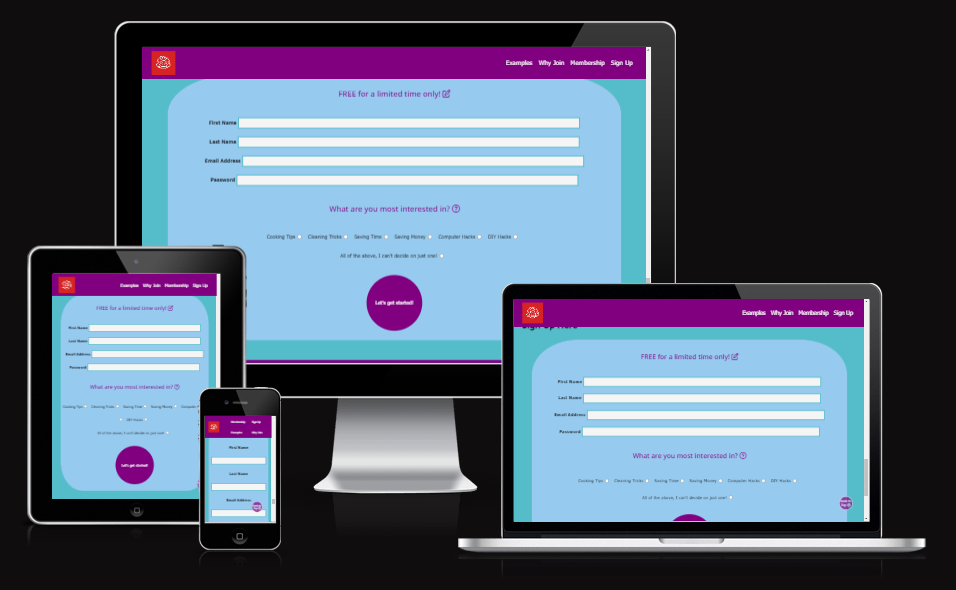 Examples Why Join Membership Sign Up
FREE for a limited time only!
First Name
Last Name
Email Address
Password
What are you most interested in?
Cooking Tips Cleaning Tricks Saving Time Saving Money Computer Hacks DIY Hacks
All of the above, I can't decide on just one!
Let's get started!
Examples Why Join Membership Sign Up
FREE for a limited time only!
First Name
Last Name
Email Address
Password
What are you most interested in?
Cooking Tips Cleaning Tricks Saving Time Saving Money Computer
DIY Hacks
All of the above, I can't decide on just one!
Let's get started!
Membership Sign Up
Examples Why Join
First Name
Last Name
Email Address
Examples Why Join Membership Sign Up
Sign Up Here
FREE for a limited time only!
First Name
Last Name
Email Address
Password
What are you most interested in?
Cooking Tips Cleaning Tricks Saving Time Saving Money Computer Hacks DIY Hacks
All of the above, I can't decide on just one!